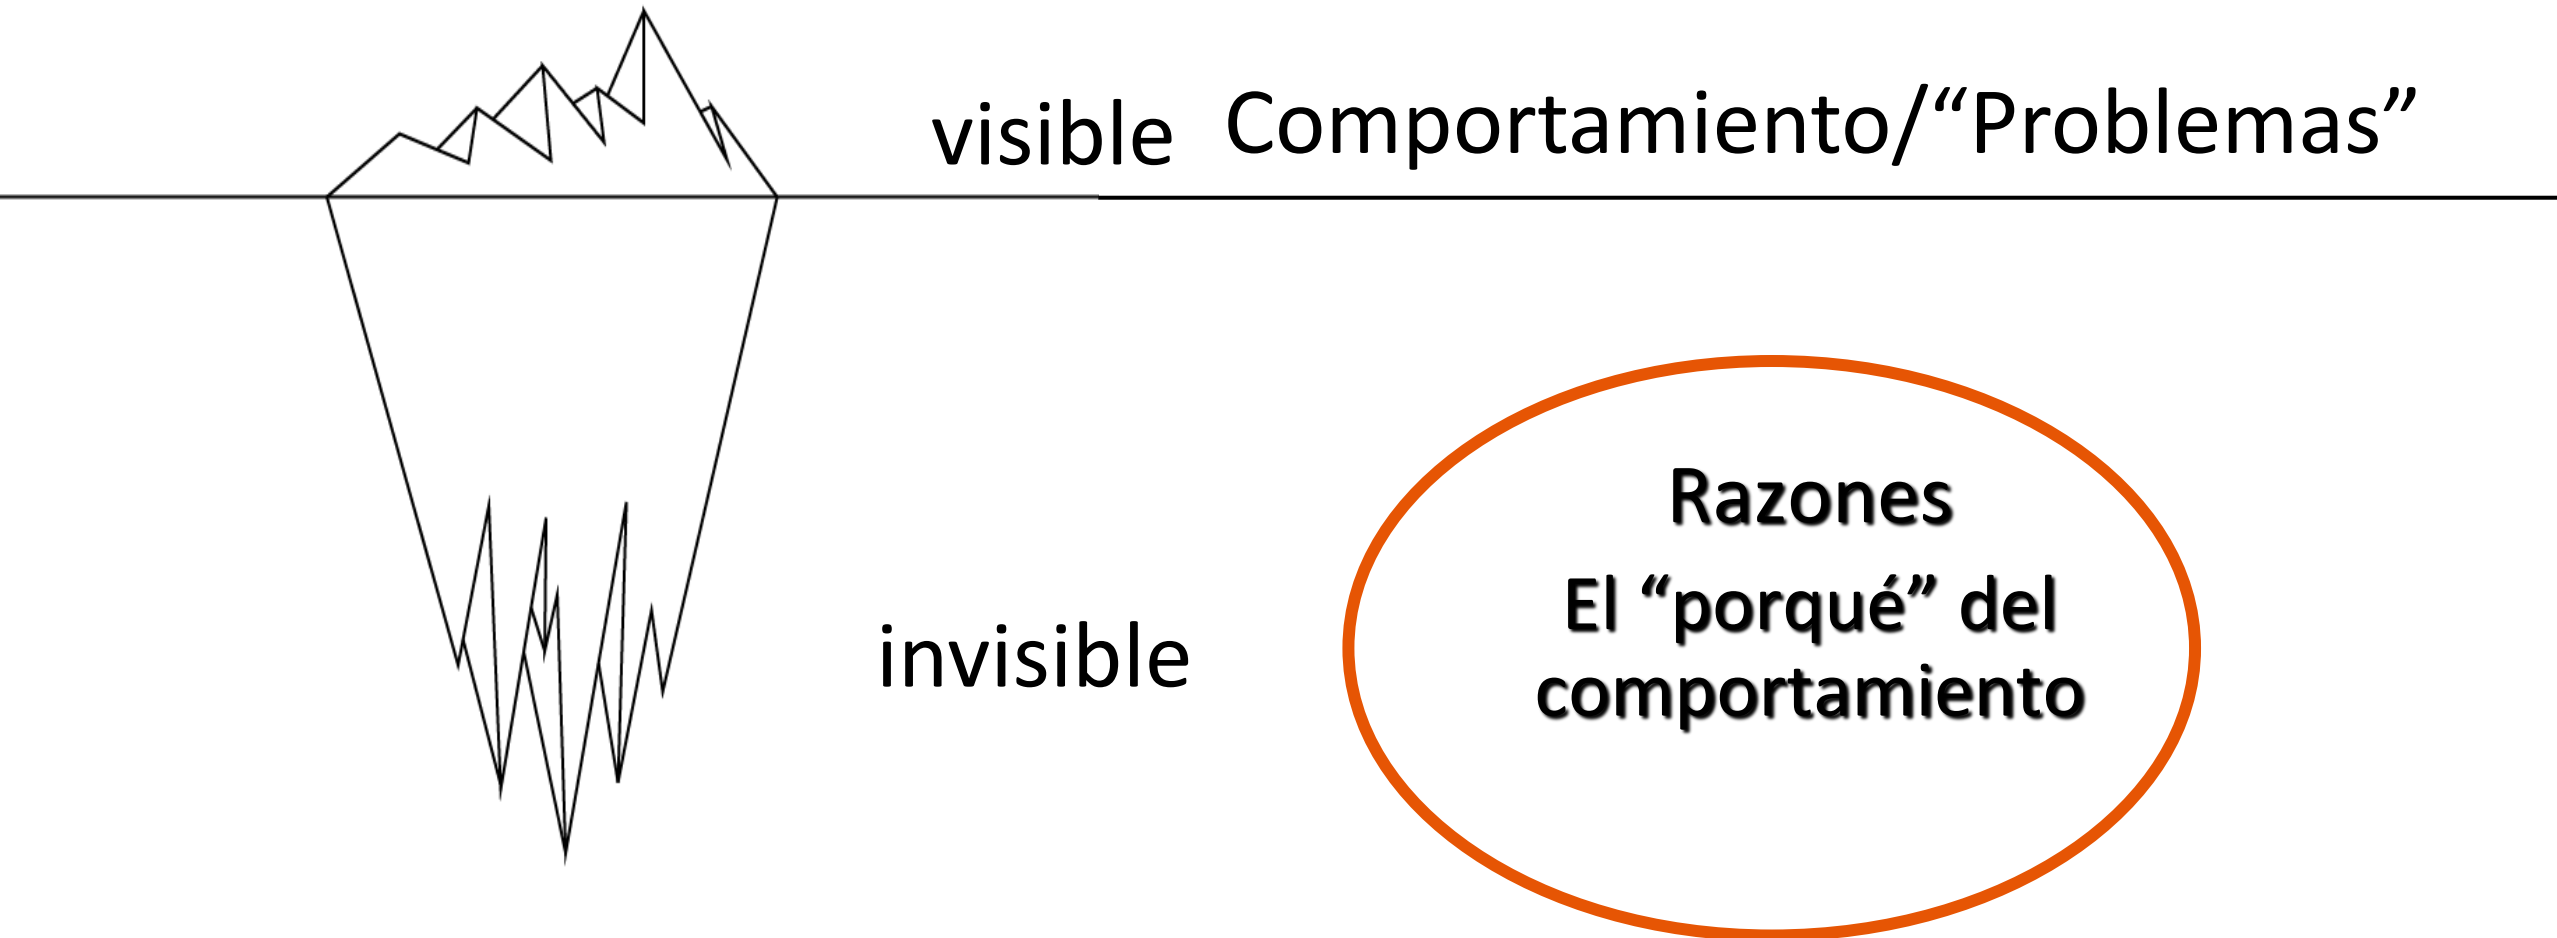 visible Comportamiento/“Problemas”
Razones
El “porqué” del
comportamiento
invisible